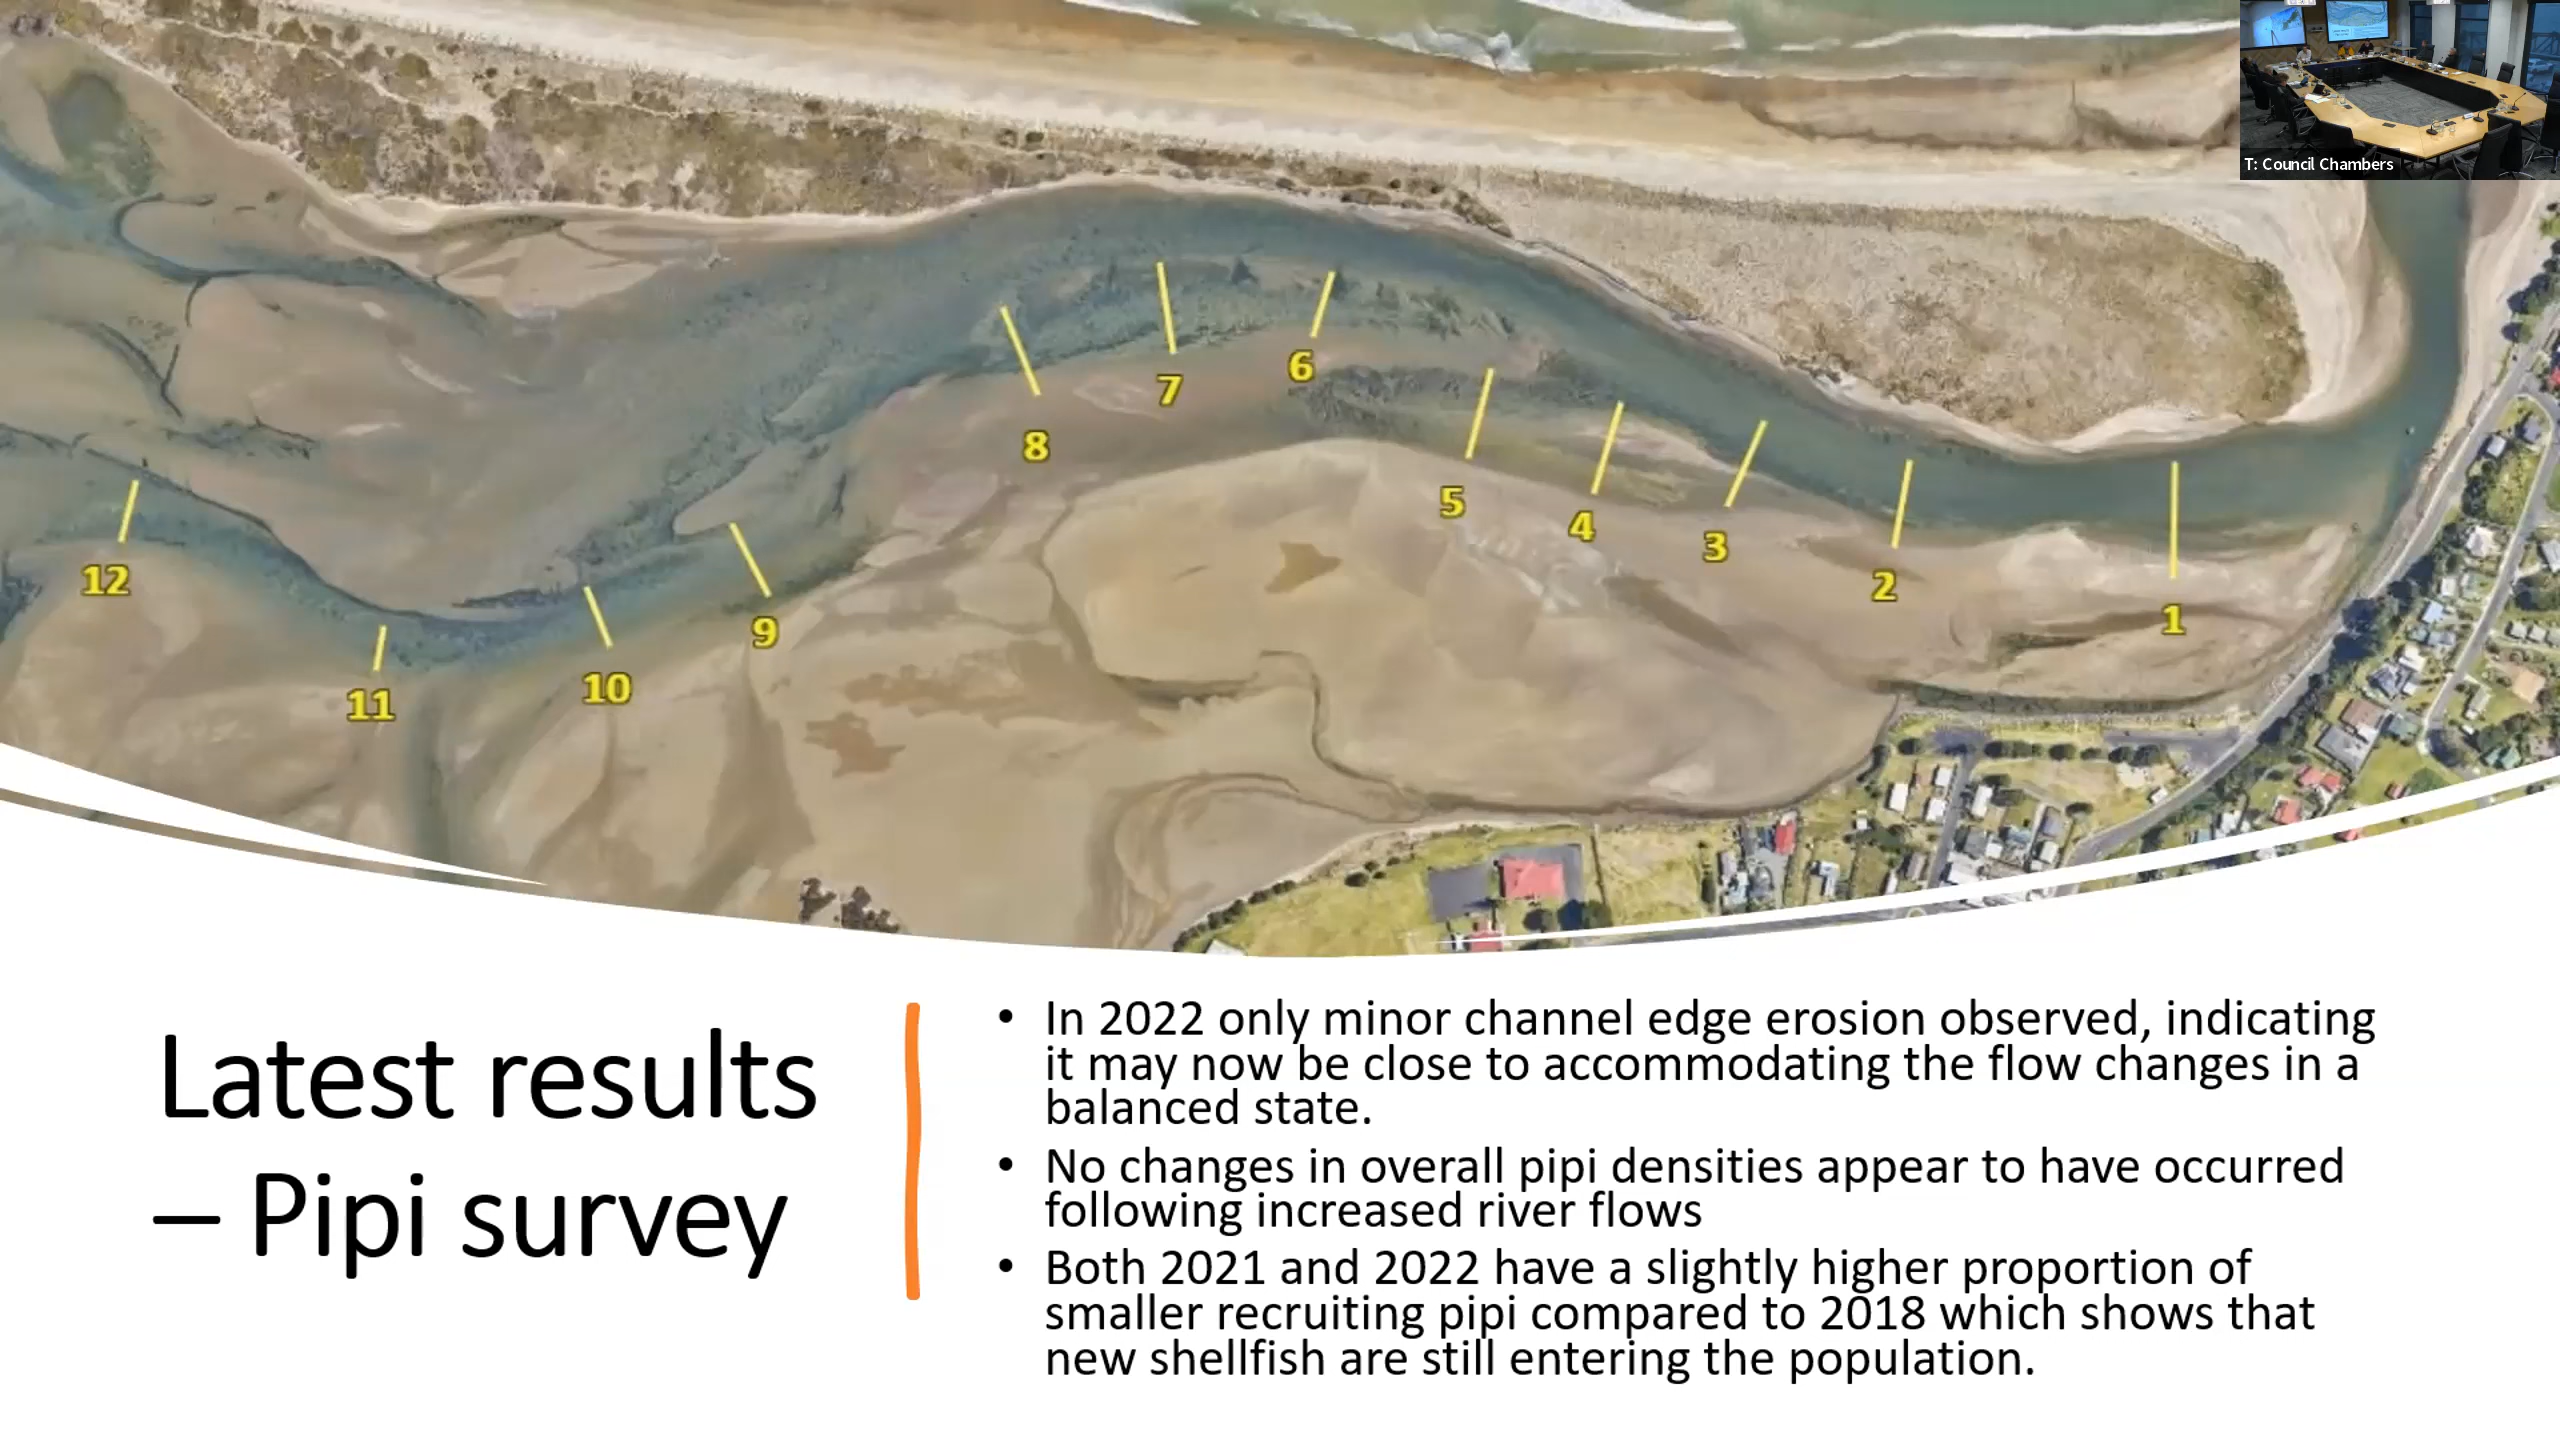 T: Council Chambers
7
6
8
5
4
3
12
2
9
1
10
11
Latest results
– Pipi survey
• In 2022 only minor channel edge erosion observed, indicating
it may now be close to accommodating the flow changes in a
balanced state.
• No changes in overall pipi densities appear to have occurred
following increased river flows
• Both 2021 and 2022 have a slightly higher proportion of
smaller recruiting pipi compared to 2018 which shows that
new shellfish are still entering the population.